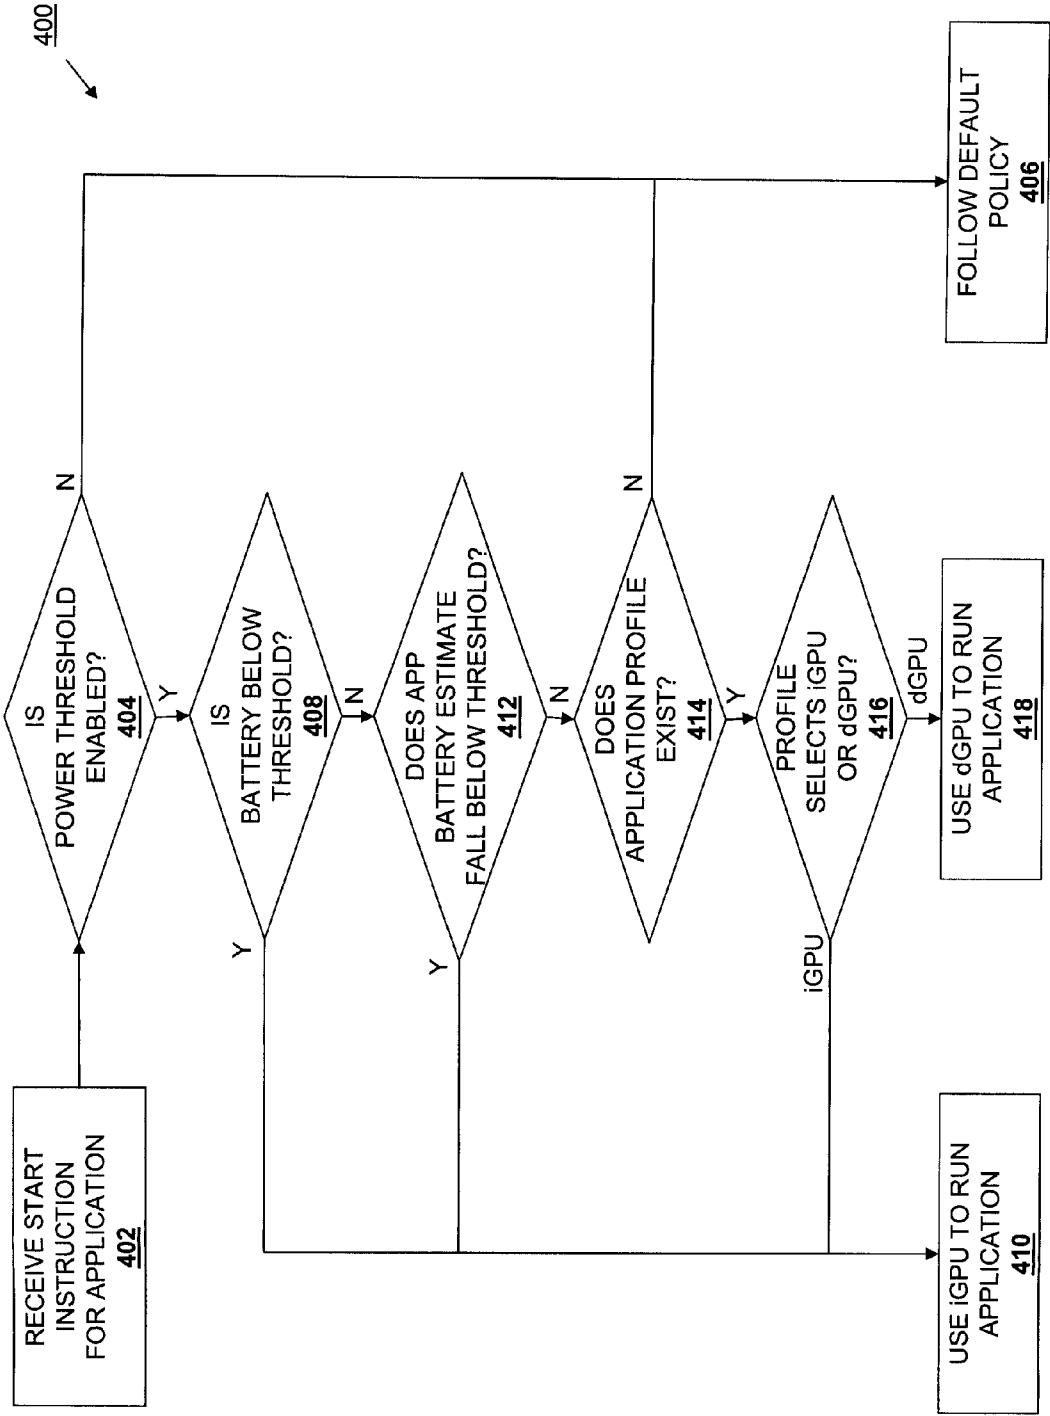 400
RECEIVE START
INSTRUCTION
FOR APPLICATION
402
IS
POWER THRESHOLD
ENABLED?
404
N
Y
IS
BATTERY BELOW
THRESHOLD?
408
Y
N
DOES APP
BATTERY ESTIMATE
FALL BELOW THRESHOLD?
412
Y
N
DOES
APPLICATION PROFILE
EXIST?
414
N
Y
PROFILE
SELECTS iGPU
OR dGPU?
416
iGPU
dGPU
USE iGPU TO RUN
APPLICATION
410
USE dGPU TO RUN
APPLICATION
418
FOLLOW DEFAULT
POLICY
406